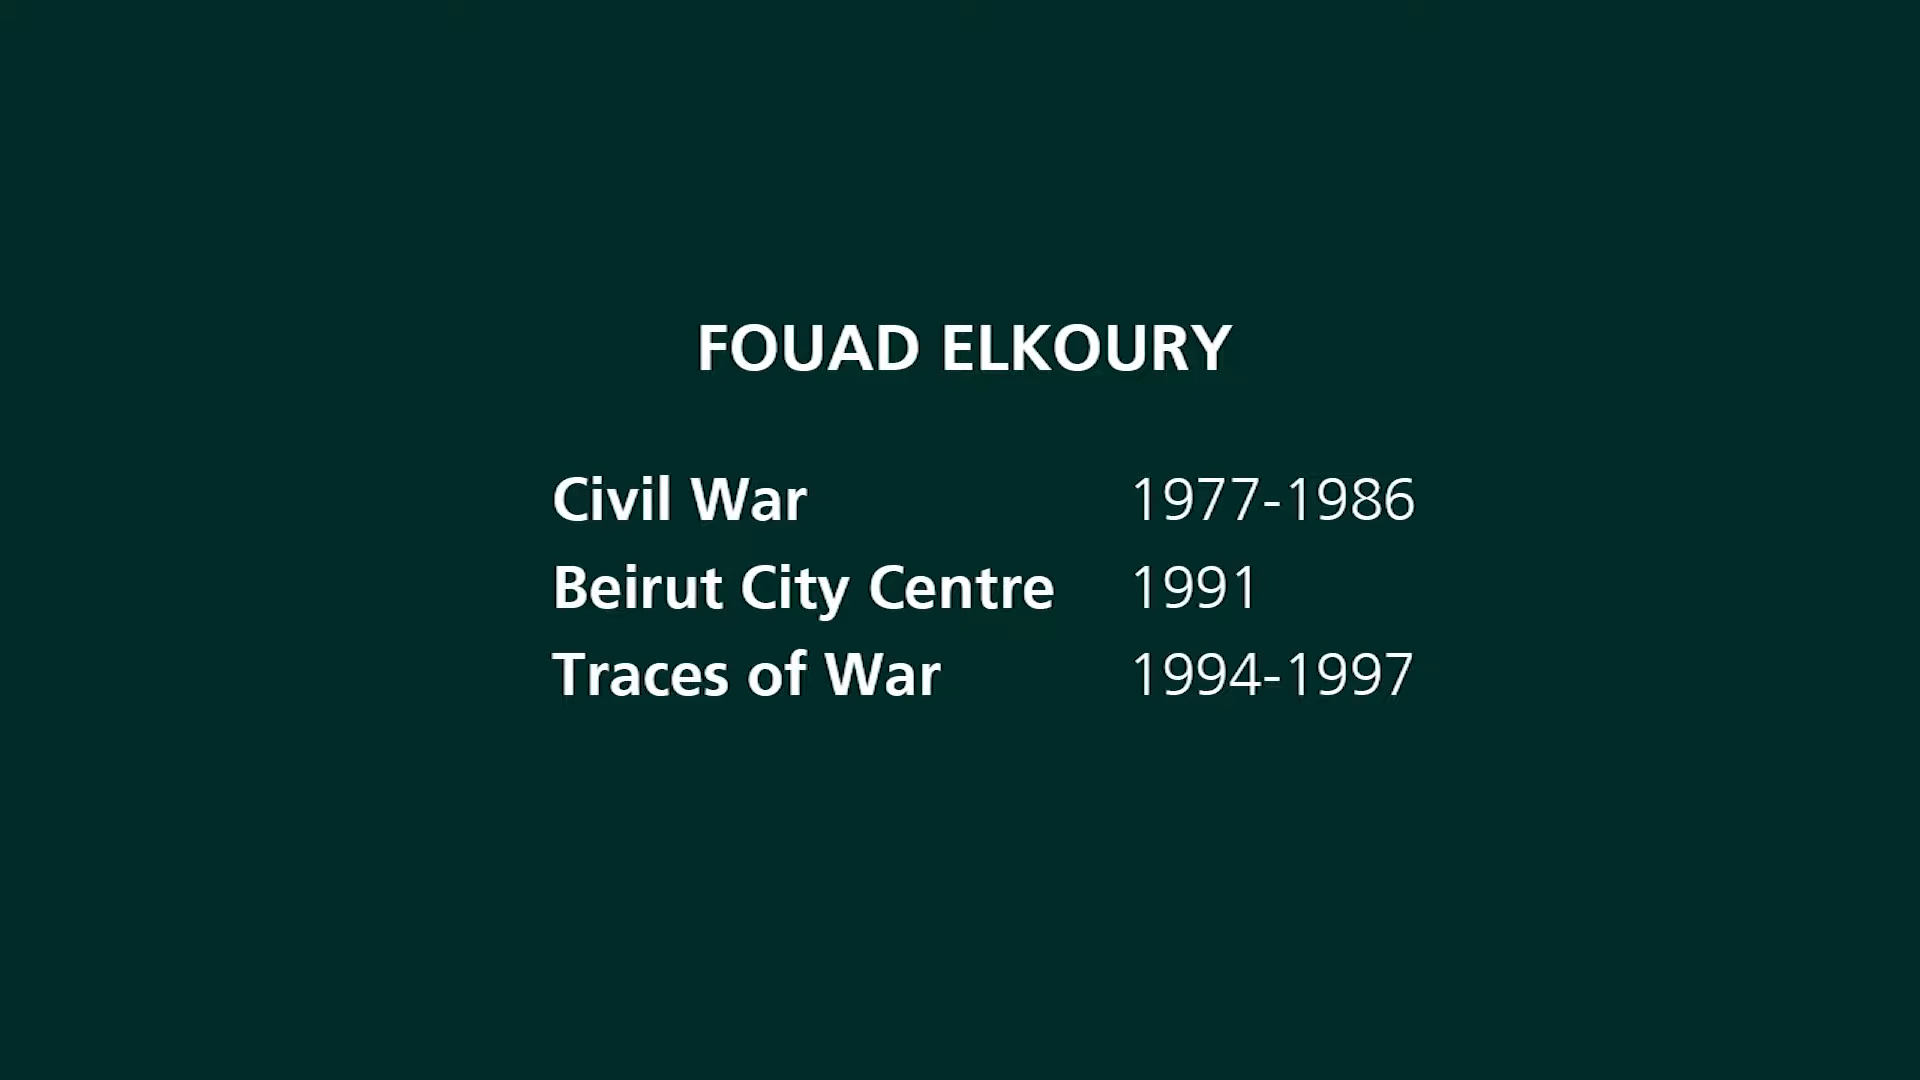 FOUAD ELKOURY
Civil War 1977-1986
Beirut City Centre 1991
Traces of War 1994-1997